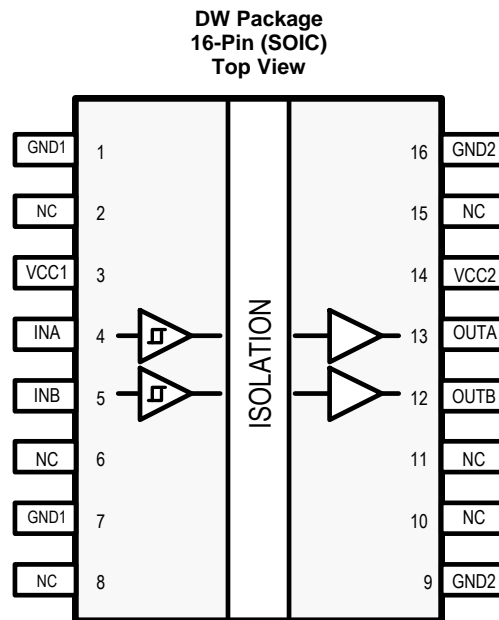 DW Package
16-Pin (SOIC)
Top View
GND1 1 16 GND2
NC 2 15 NC
VCC1 3 14 VCC2
INA 4 13 OUTA
INB 5 12 OUTB
NC 6 11 NC
GND1 7 10 NC
NC 8 9 GND2
ISOLATION